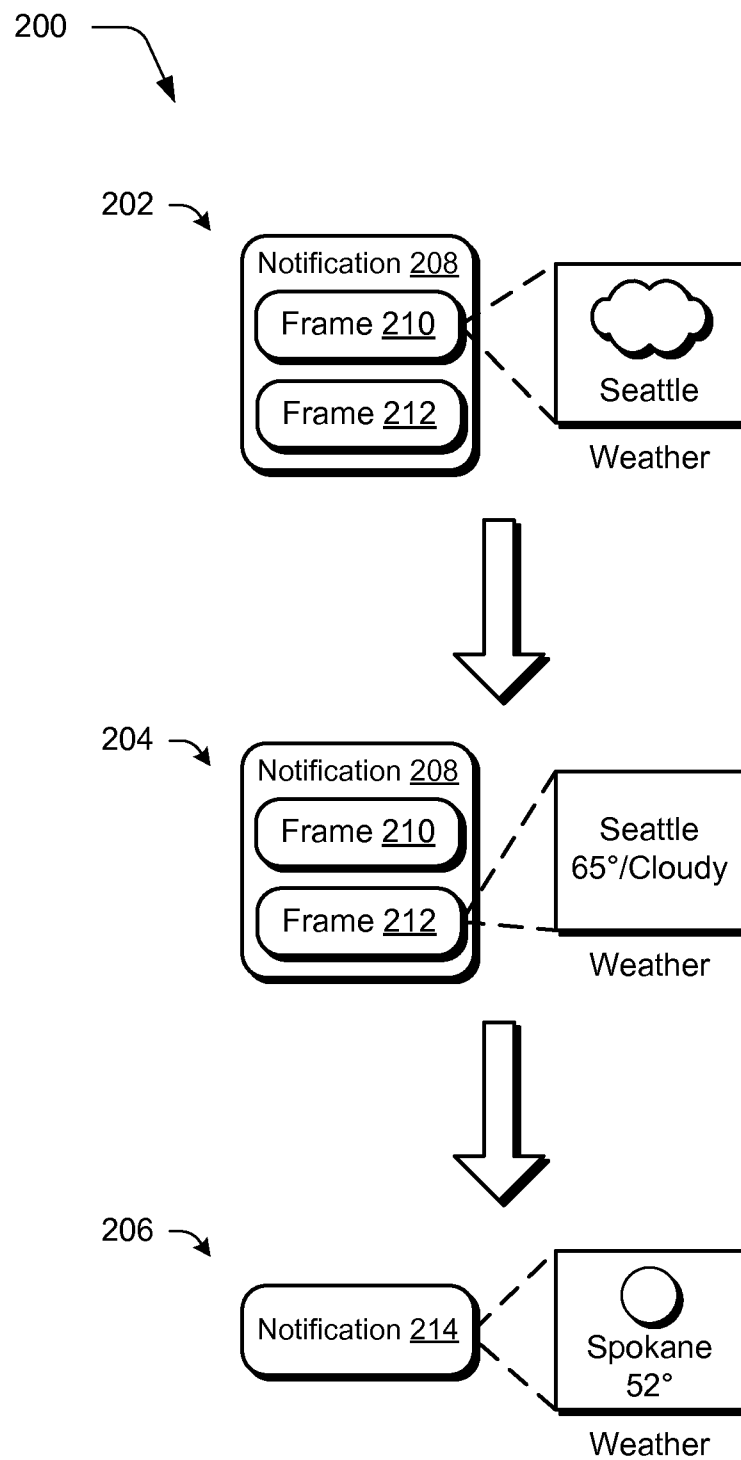 200
202
Notification 208
Frame 210
Frame 212
Seattle
Weather
204
Notification 208
Frame 210
Frame 212
Seattle
65°/Cloudy
Weather
206
Notification 214
Spokane
52°
Weather